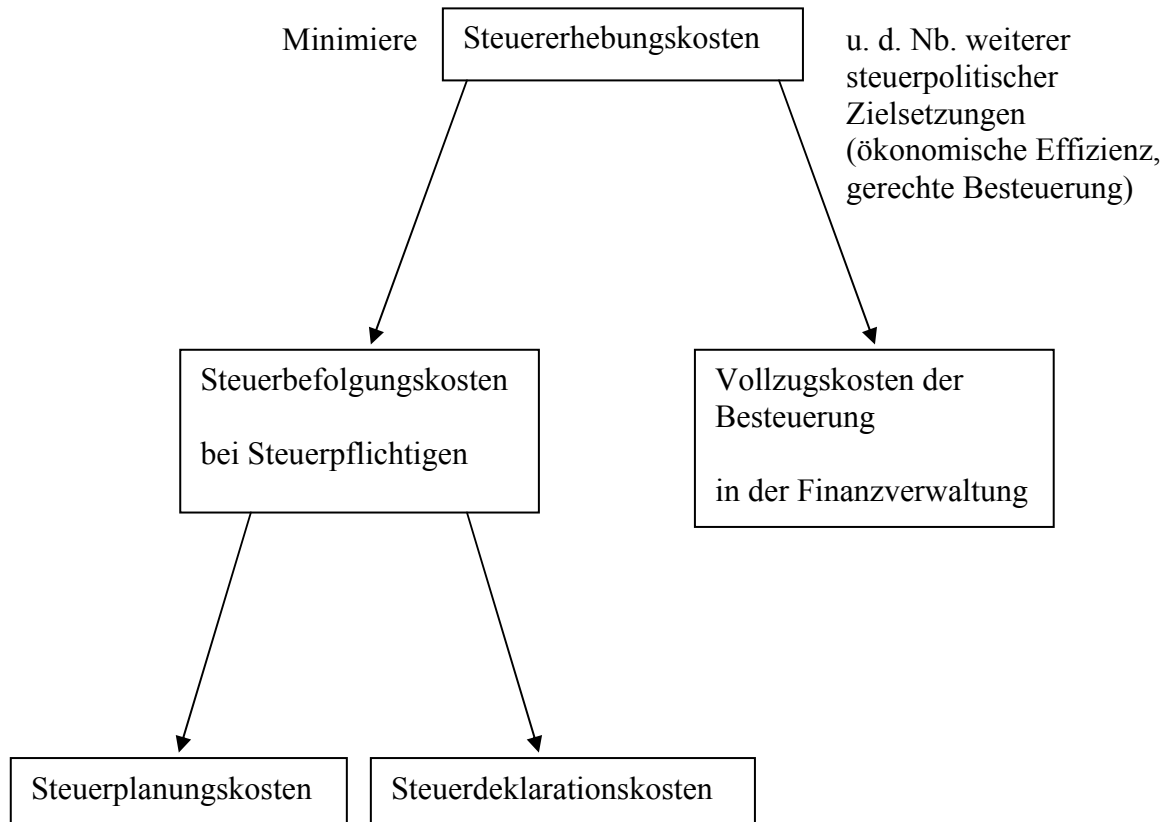 Minimiere
Steuererhebungskosten
u. d. Nb. weiterer
steuerpolitischer
Zielsetzungen
(ökonomische Effizienz,
gerechte Besteuerung)
Steuerbefolgungskosten
bei Steuerpflichtigen
Vollzugskosten der
Besteuerung
in der Finanzverwaltung
Steuerplanungskosten
Steuerdeklarationskosten